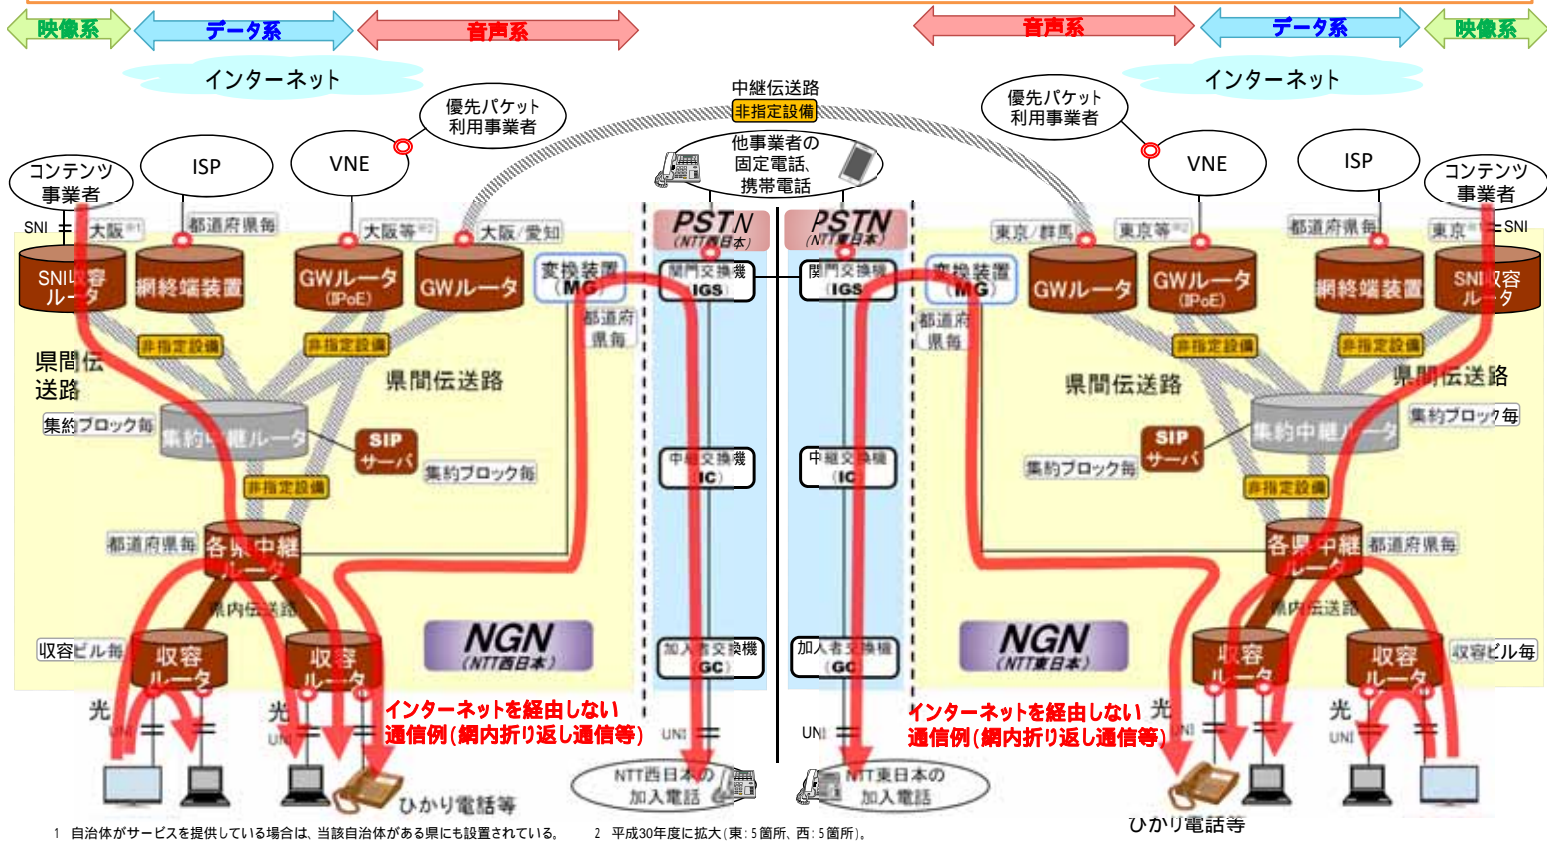 映像系
データ系
音声系
音声系
データ系
映像系
インターネット
インターネット
中継伝送路
非指定設備
優先パケット
利用事業者
優先パケット
利用事業者
他事業者の
固定電話、
携帯電話
コンテンツ
事業者
ISP
VNE
VNE
ISP
コンテンツ
事業者
SNI
大阪※1
都道府県毎
大阪等※2
大阪/愛知
PSTN
(NTT西日本)
PSTN
(NTT東日本)
東京/群馬
東京等※2
都道府県毎
東京※1
SNI
SNI収容
ルータ
網終端装置
GWルータ
(IPoE)
GWルータ
変換装置
(MG)
都道府
県毎
関門交換機
(IGS)
関門交換機
(IGS)
変換装置
(MG)
都道府
県毎
GWルータ
GWルータ
(IPoE)
網終端装置
SNI収容
ルータ
非指定設備
非指定設備
非指定設備
非指定設備
県間伝
送路
県間伝送路
県間伝送路
県間伝送路
集約ブロック毎
集約中継ルータ
SIP
サーバ
集約ブロック毎
中継交換機
(IC)
中継交換機
(IC)
集約ブロック毎
SIP
サーバ
集約中継ルータ
集約ブロック毎
非指定設備
非指定設備
都道府県毎
各県中継
ルータ
各県中継
ルータ
都道府県毎
県内伝送路
県内伝送路
収容ビル毎
収容
ルータ
収容
ルータ
NGN
(NTT西日本)
加入者交換機
(GC)
加入者交換機
(GC)
NGN
(NTT東日本)
収容
ルータ
収容
ルータ
収容ビル毎
光
UNI
光
UNI
インターネットを経由しない
通信例(網内折り返し通信等)
UNI
UNI
インターネットを経由しない
通信例(網内折り返し通信等)
光
UNI
光
UNI
ひかり電話等
NTT西日本の
加入電話
NTT東日本の
加入電話
ひかり電話等
1 自治体がサービスを提供している場合は、当該自治体がある県にも設置されている。 2 平成30年度に拡大(東:5箇所、西:5箇所)。